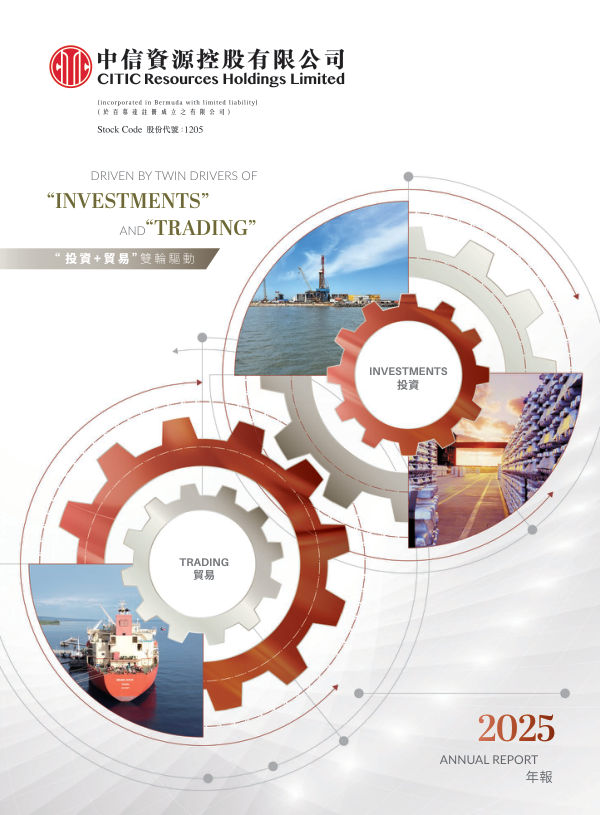 中信資源控股有限公司
CITIC Resources Holdings Limited
(incorporated in Bermuda with limited liability)
(於百慕達註冊成立之有限公司)
Stock Code 股份代號 : 1205
DRIVEN BY TWIN DRIVERS OF
“INVESTMENTS”
AND “TRADING”
“投資+貿易”雙輪驅動
INVESTMENTS
投資
TRADING
貿易
2025
ANNUAL REPORT
年報